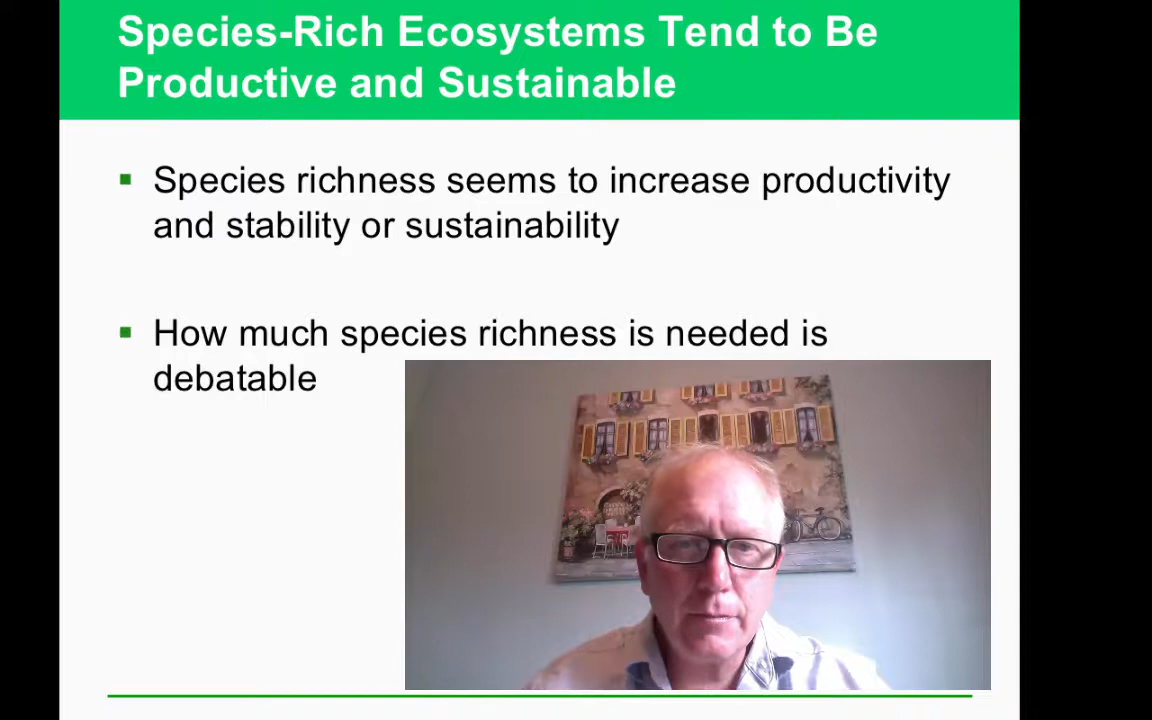 Species-Rich Ecosystems Tend to Be
Productive and Sustainable
Species richness seems to increase productivity
and stability or sustainability
How much species richness is needed is
debatable